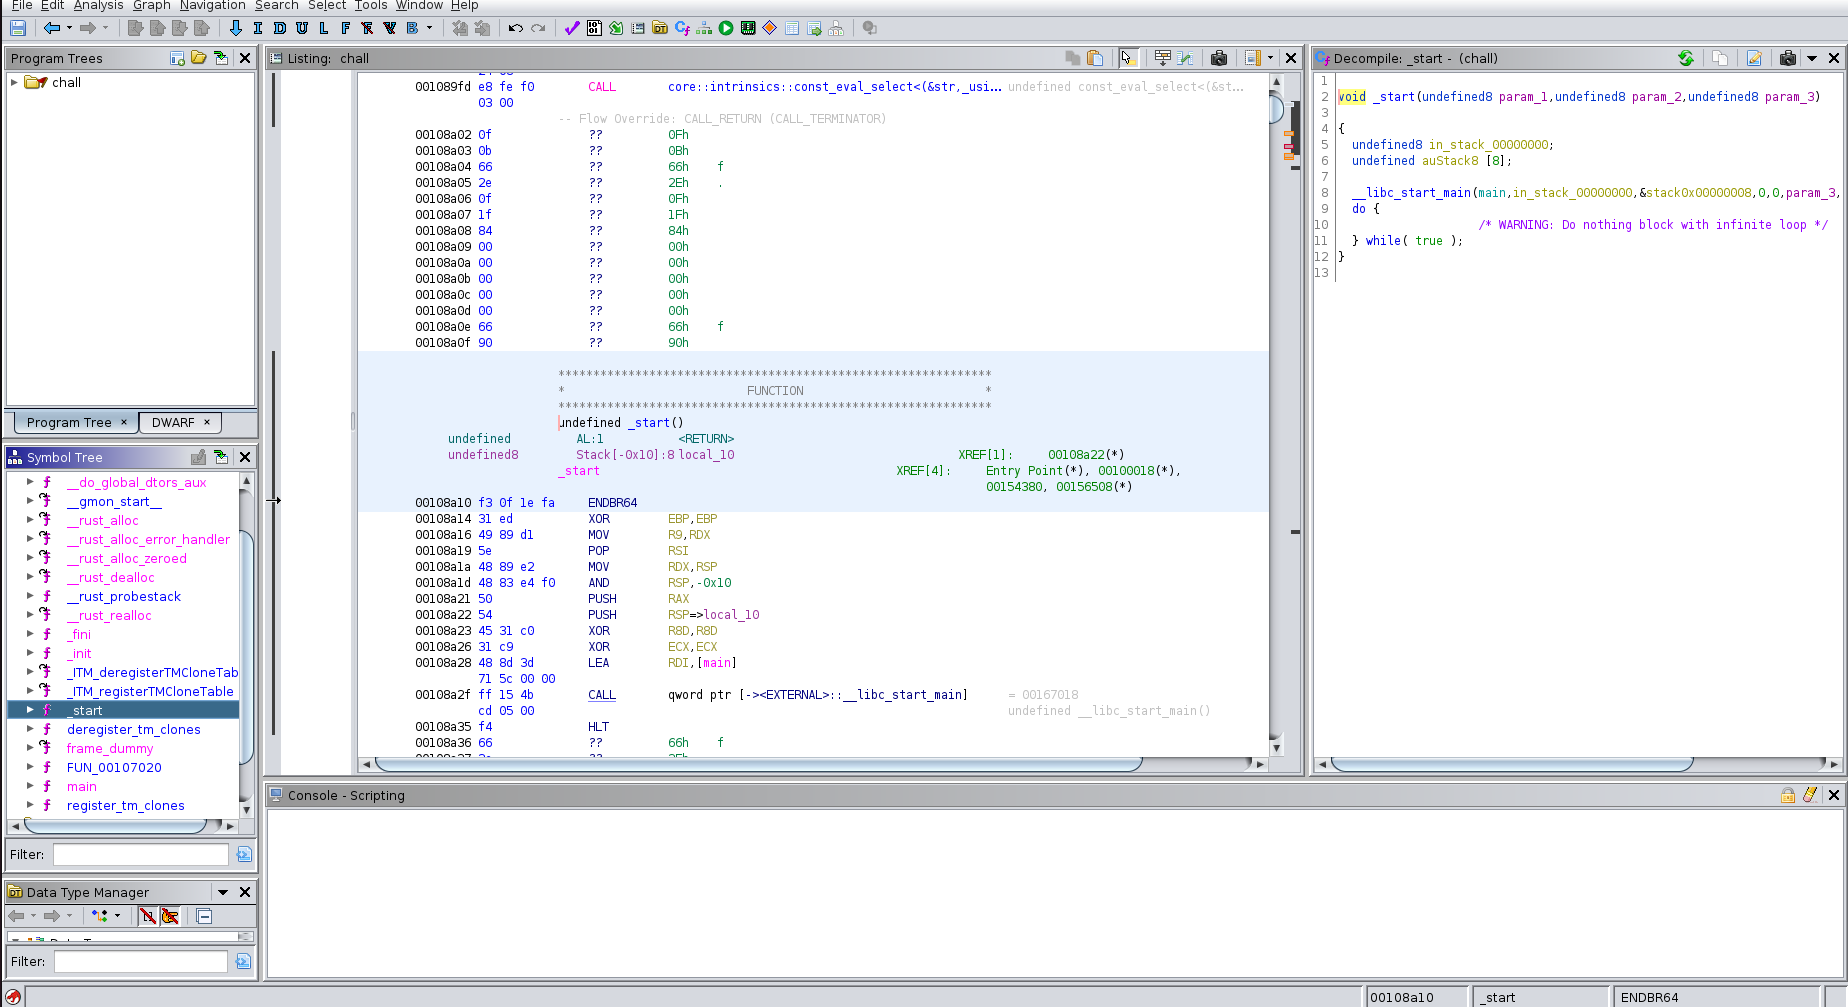 File Edit Analysis Graph Navigation Search Select Tools Window Help
I D U L F R V B
Program Trees
chall
Program Tree × DWARF ×
Symbol Tree
__do_global_dtors_aux
__gmon_start__
__rust_alloc
__rust_alloc_error_handler
__rust_alloc_zeroed
__rust_dealloc
__rust_probestack
__rust_realloc
_fini
_init
_ITM_deregisterTMCloneTab
_ITM_registerTMCloneTable
_start
deregister_tm_clones
frame_dummy
FUN_00107020
main
register_tm_clones
Filter:
Data Type Manager
Filter:
Listing: chall
001089fd e8 fe f0 CALL core::intrinsics::const_eval_select<(&str,_usi... undefined const_eval_select<(&st...
03 00
-- Flow Override: CALL_RETURN (CALL_TERMINATOR)
00108a02 0f ?? 0Fh
00108a03 0b ?? 0Bh
00108a04 66 ?? 66h f
00108a05 2e ?? 2Eh .
00108a06 0f ?? 0Fh
00108a07 1f ?? 1Fh
00108a08 84 ?? 84h
00108a09 00 ?? 00h
00108a0a 00 ?? 00h
00108a0b 00 ?? 00h
00108a0c 00 ?? 00h
00108a0d 00 ?? 00h
00108a0e 66 ?? 66h f
00108a0f 90 ?? 90h
**************************************************************
* FUNCTION *
**************************************************************
undefined _start()
undefined AL:1 <RETURN>
undefined8 Stack[-0x10]:8 local_10 XREF[1]: 00108a22(*)
_start XREF[4]: Entry Point(*), 00100018(*),
00154380, 00156508(*)
00108a10 f3 0f 1e fa ENDBR64
00108a14 31 ed XOR EBP,EBP
00108a16 49 89 d1 MOV R9,RDX
00108a19 5e POP RSI
00108a1a 48 89 e2 MOV RDX,RSP
00108a1d 48 83 e4 f0 AND RSP,-0x10
00108a21 50 PUSH RAX
00108a22 54 PUSH RSP=>local_10
00108a23 45 31 c0 XOR R8D,R8D
00108a26 31 c9 XOR ECX,ECX
00108a28 48 8d 3d LEA RDI,[main]
71 5c 00 00
00108a2f ff 15 4b CALL qword ptr [-><EXTERNAL>::__libc_start_main] = 00167018
cd 05 00 undefined __libc_start_main()
00108a35 f4 HLT
00108a36 66 ?? 66h f
Decompile: _start - (chall)
1
2 void _start(undefined8 param_1,undefined8 param_2,undefined8 param_3)
3
4 {
5 undefined8 in_stack_00000000;
6 undefined auStack8 [8];
7
8 __libc_start_main(main,in_stack_00000000,&stack0x00000008,0,0,param_3,
9 do {
10 /* WARNING: Do nothing block with infinite loop */
11 } while( true );
12 }
13
Console - Scripting
00108a10 _start ENDBR64